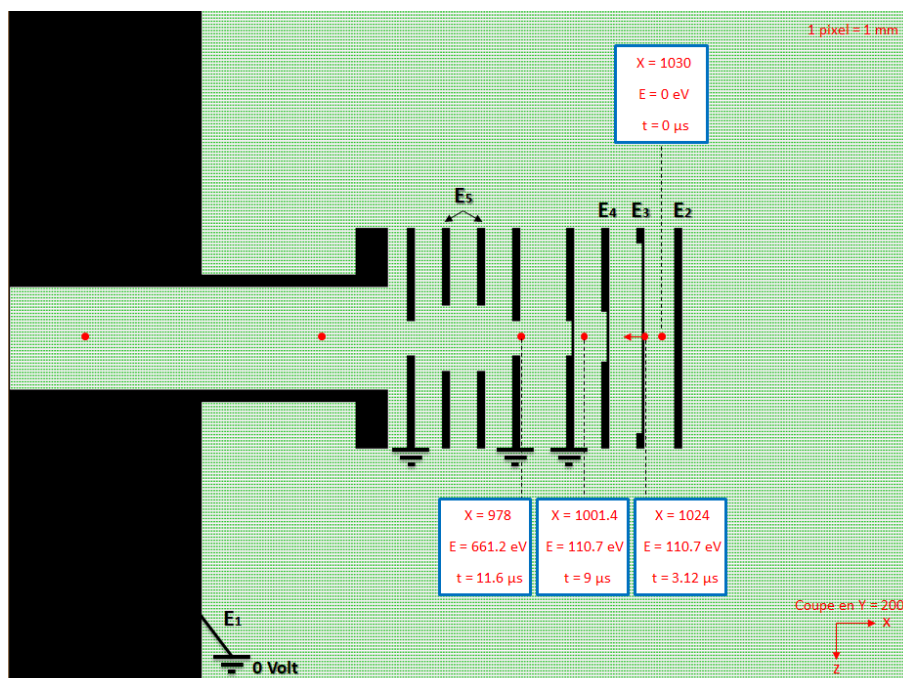 1 pixel = 1 mm
X = 1030
E = 0 eV
t = 0 µs
E₅
E₄
E₃
E₂
X = 978
E = 661.2 eV
t = 11.6 µs
X = 1001.4
E = 110.7 eV
t = 9 µs
X = 1024
E = 110.7 eV
t = 3.12 µs
Coupe en Y = 200
X
Z
E₁
0 Volt